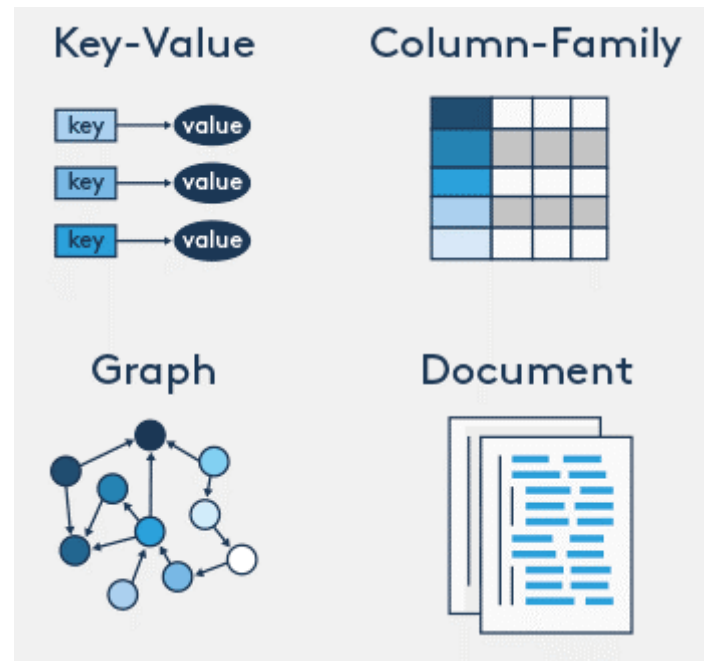 Key-Value
Column-Family
key value
key value
key value
Graph
Document